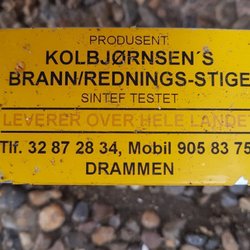 PRODUSENT:
KOLBJØRNSEN´S
BRANN/REDNINGS-STIGE
SINTEF TESTET
LEVERER OVER HELE LANDET
Tlf. 32 87 28 34, Mobil 905 83 75
DRAMMEN